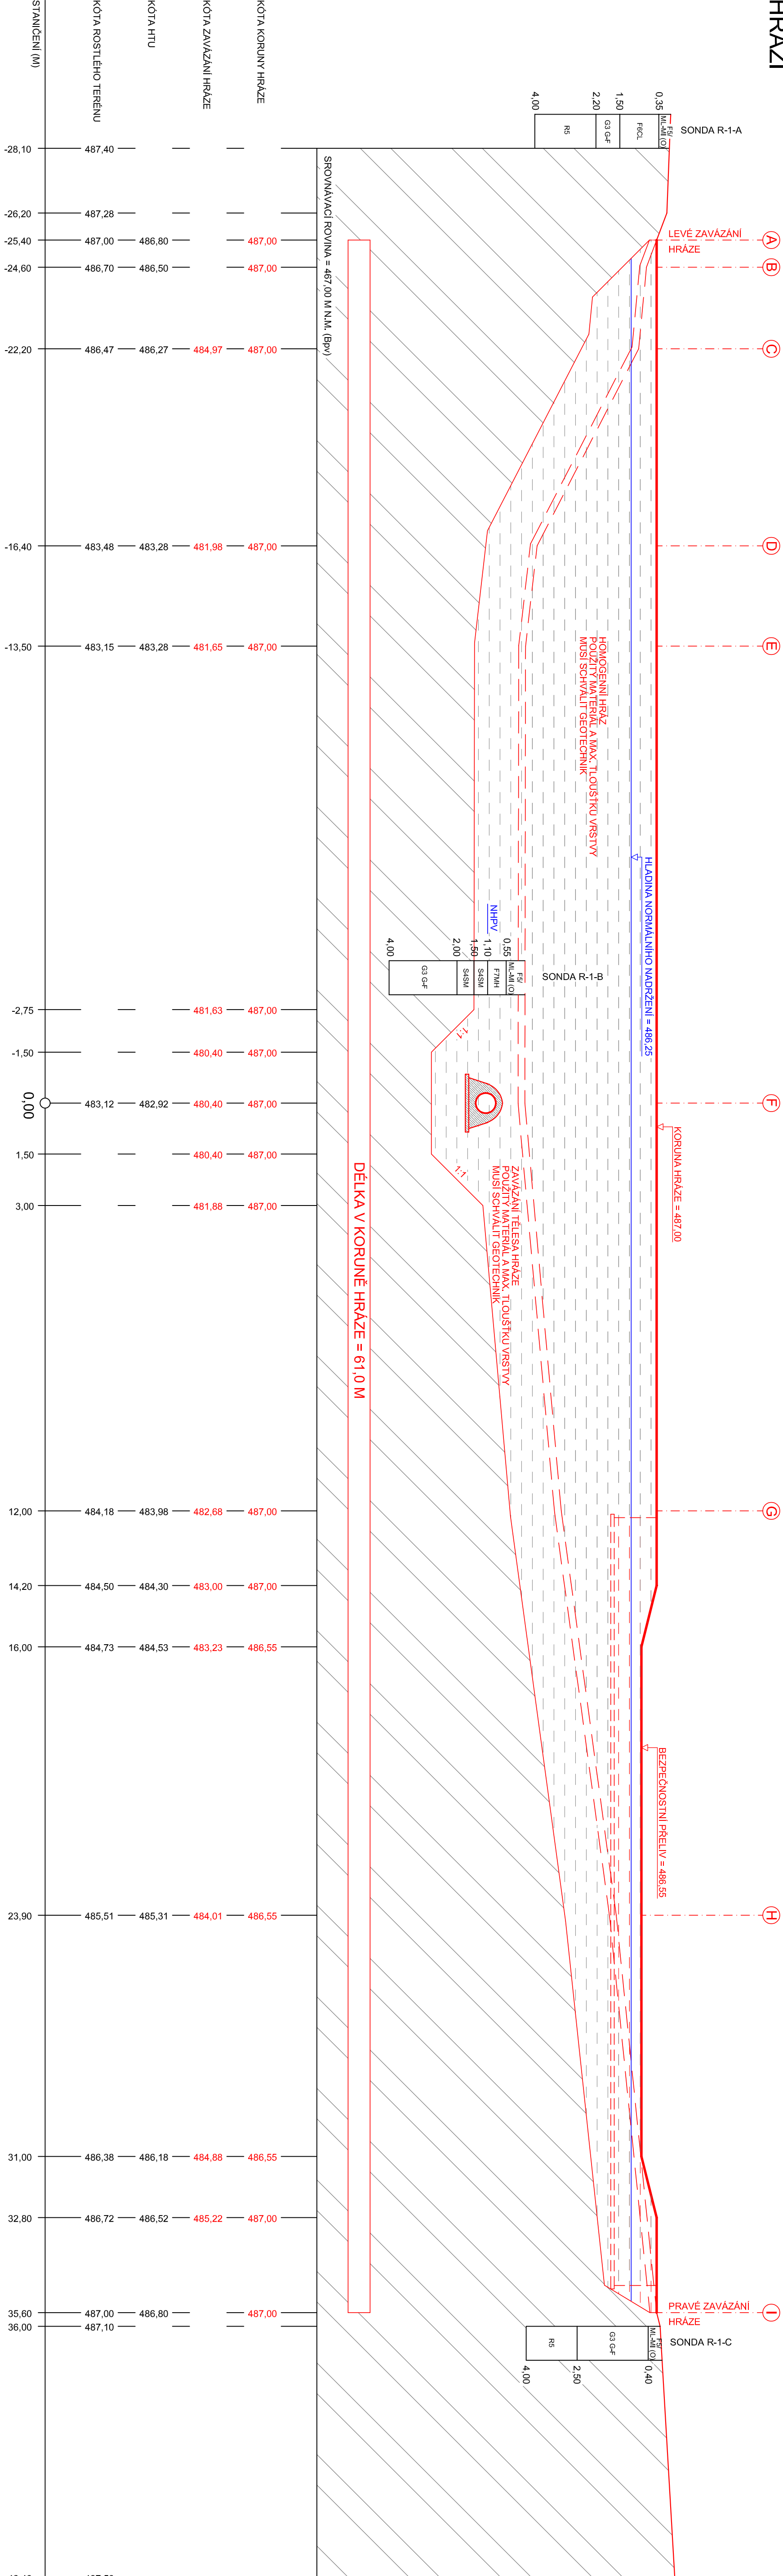 HRÁZI
A
B
C
D
E
F
G
H
I
SONDA R-1-A
0,35
1,50
2,20
4,00
F5/
ML-MI (O)
F6CL
G3 G-F
R5
LEVÉ ZAVÁZÁNÍ
HRÁZE
HOMOGENNÍ HRÁZ
POUŽITÝ MATERIÁL A MAX. TLOUŠŤKU VRSTVY
MUSÍ SCHVÁLIT GEOTECHNIK
HLADINA NORMÁLNÍHO NADRŽENÍ = 486,25
KORUNA HRÁZE = 487,00
SONDA R-1-B
NHPV
0,55
1,10
1,50
2,00
4,00
F5/
ML-MI (O)
F7MH
S4SM
S4SM
G3 G-F
1:1
1:1
ZAVÁZÁNÍ TĚLESA HRÁZE
POUŽITÝ MATERIÁL A MAX. TLOUŠŤKU VRSTVY
MUSÍ SCHVÁLIT GEOTECHNIK
BEZPEČNOSTNÍ PŘELIV = 486,55
PRAVÉ ZAVÁZÁNÍ
HRÁZE
SONDA R-1-C
F5/
ML-MI (O)
G3 G-F
R5
0,40
2,50
4,00
DÉLKA V KORUNĚ HRÁZE = 61,0 M
SROVNÁVACÍ ROVINA = 467,00 M N.M. (Bpv)
KÓTA KORUNY HRÁZE
487,00 487,00 487,00 487,00 487,00 487,00 487,00 487,00 487,00 487,00 487,00 487,00 486,55 486,55 486,55 487,00 487,00
KÓTA ZAVÁZÁNÍ HRÁZE
484,97 481,98 481,65 481,63 480,40 480,40 480,40 481,88 482,68 483,00 483,23 484,01 484,88 485,22
KÓTA HTU
486,80 486,50 486,27 483,28 483,28 482,92 483,98 484,30 484,53 485,31 486,18 486,52 486,80
KÓTA ROSTLÉHO TERÉNU
487,40 487,28 487,00 486,70 486,47 483,48 483,15 483,12 484,18 484,50 484,73 485,51 486,38 486,72 487,00 487,10
STANIČENÍ (M)
-28,10 -26,20 -25,40 -24,60 -22,20 -16,40 -13,50 -2,75 -1,50 0,00 1,50 3,00 12,00 14,20 16,00 23,90 31,00 32,80 35,60 36,00